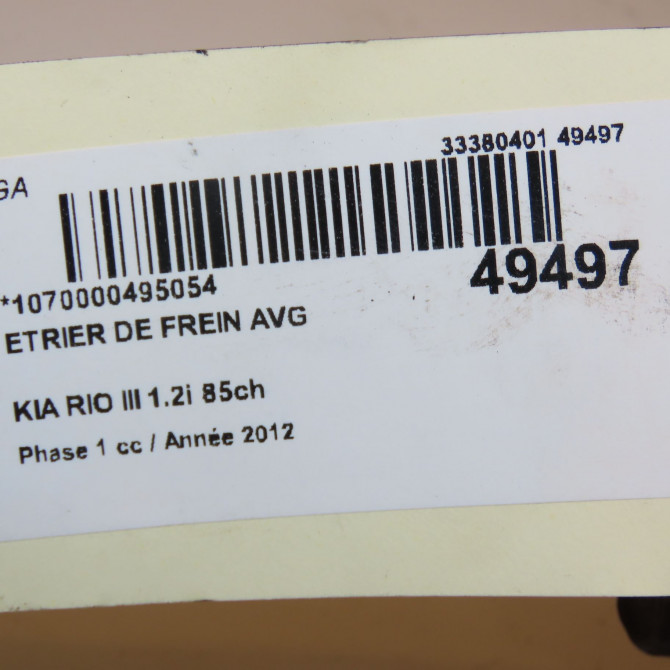 33380401 49497
GA
*1070000495054
49497
ETRIER DE FREIN AVG
KIA RIO III 1.2i 85ch
Phase 1 cc / Année 2012